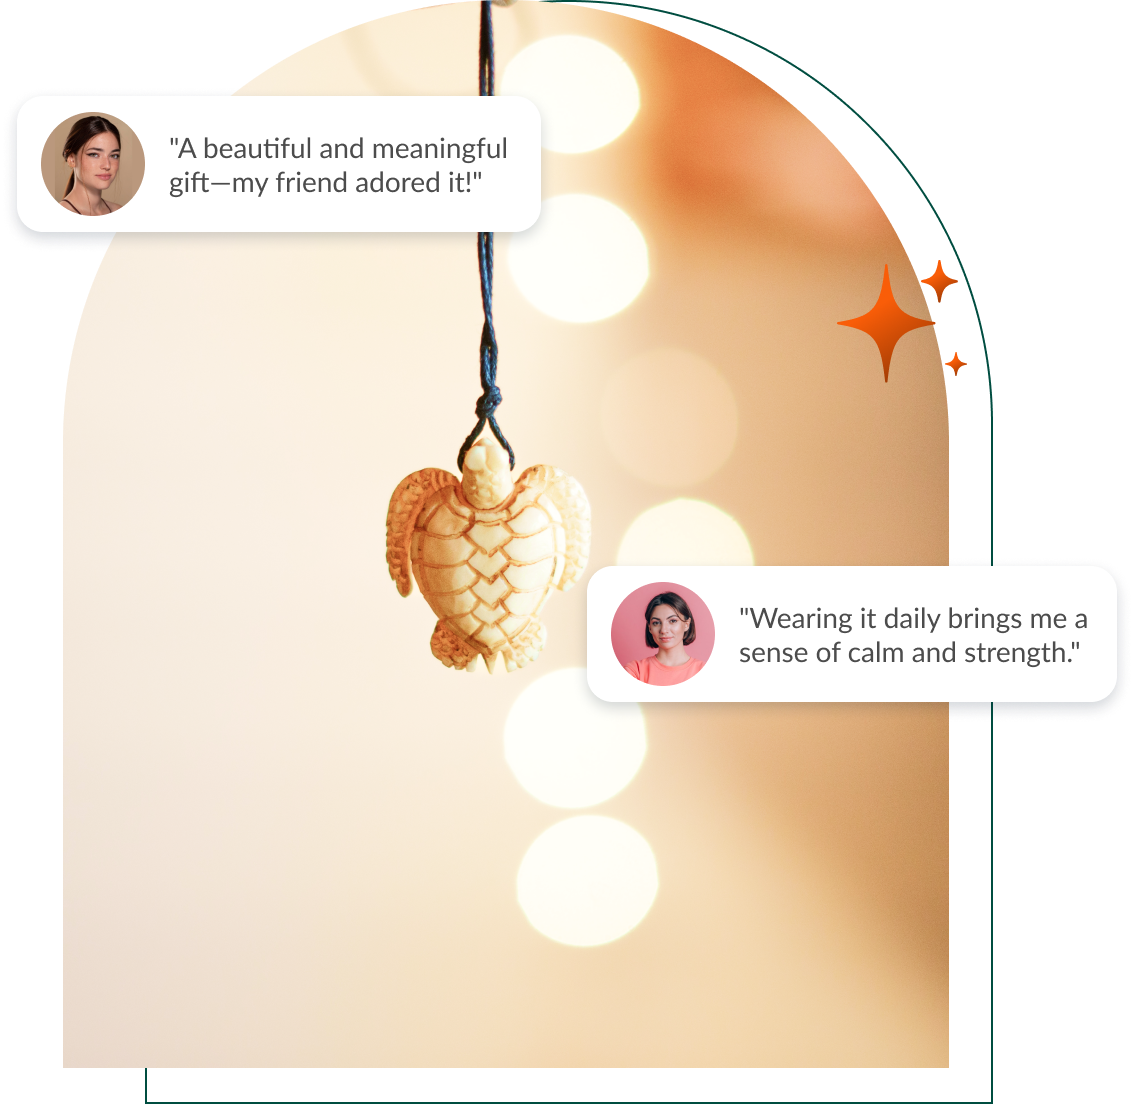 "A beautiful and meaningful
gift—my friend adored it!"
"Wearing it daily brings me a
sense of calm and strength."